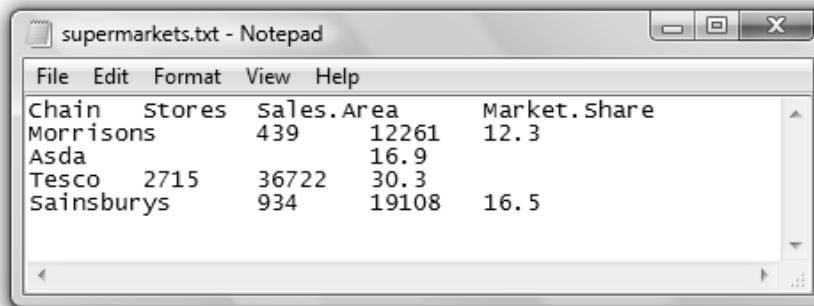 supermarkets.txt - Notepad
File Edit Format View Help
Chain Stores Sales.Area Market.Share
Morrisons 439 12261 12.3
Asda 16.9
Tesco 2715 36722 30.3
Sainsburys 934 19108 16.5